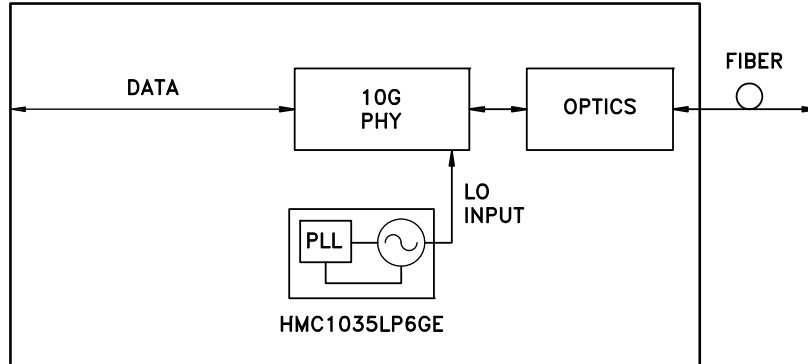 DATA
10G
PHY
OPTICS
FIBER
LO
INPUT
PLL
HMC1035LP6GE